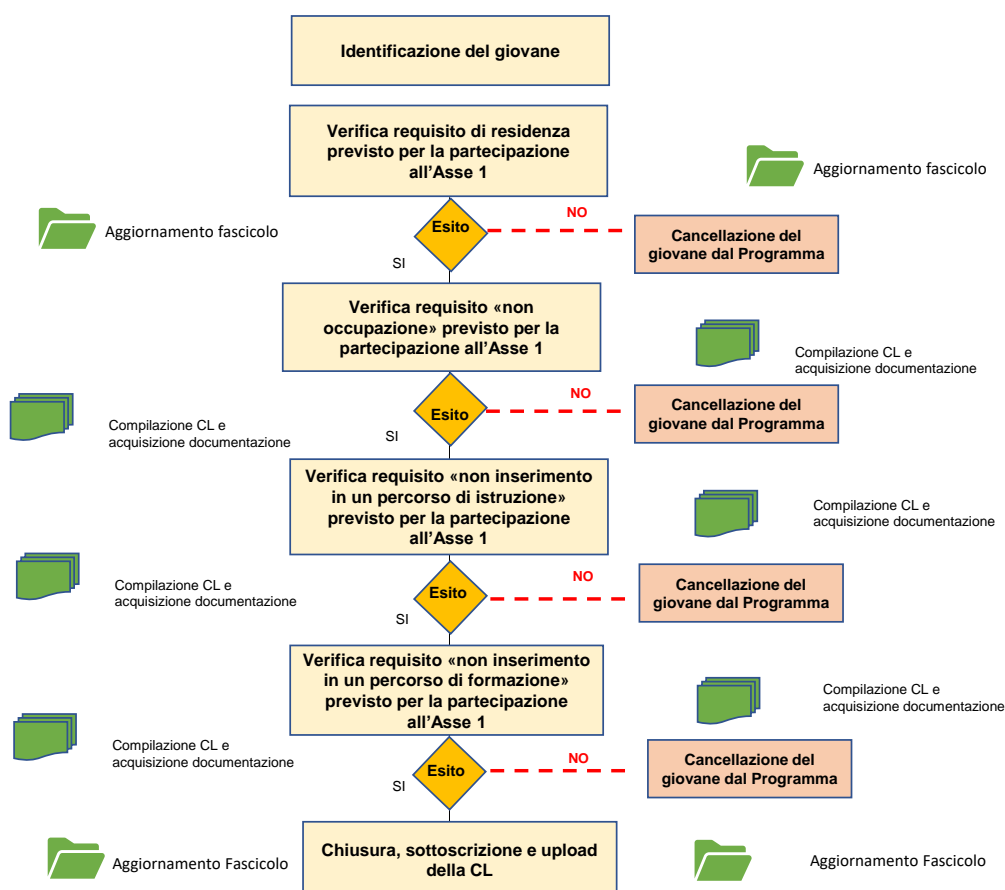 Identificazione del giovane
Verifica requisito di residenza
previsto per la partecipazione
all'Asse 1
Aggiornamento fascicolo
Aggiornamento fascicolo
Esito
NO
Cancellazione del
giovane dal Programma
SI
Verifica requisito «non
occupazione» previsto per la
partecipazione all'Asse 1
Compilazione CL e
acquisizione documentazione
Compilazione CL e
acquisizione documentazione
Esito
NO
Cancellazione del
giovane dal Programma
SI
Verifica requisito «non inserimento
in un percorso di istruzione»
previsto per la partecipazione
all'Asse 1
Compilazione CL e
acquisizione documentazione
Compilazione CL e
acquisizione documentazione
Esito
NO
Cancellazione del
giovane dal Programma
SI
Verifica requisito «non inserimento
in un percorso di formazione»
previsto per la partecipazione
all'Asse 1
Compilazione CL e
acquisizione documentazione
Compilazione CL e
acquisizione documentazione
Esito
NO
Cancellazione del
giovane dal Programma
SI
Aggiornamento Fascicolo
Chiusura, sottoscrizione e upload
della CL
Aggiornamento Fascicolo